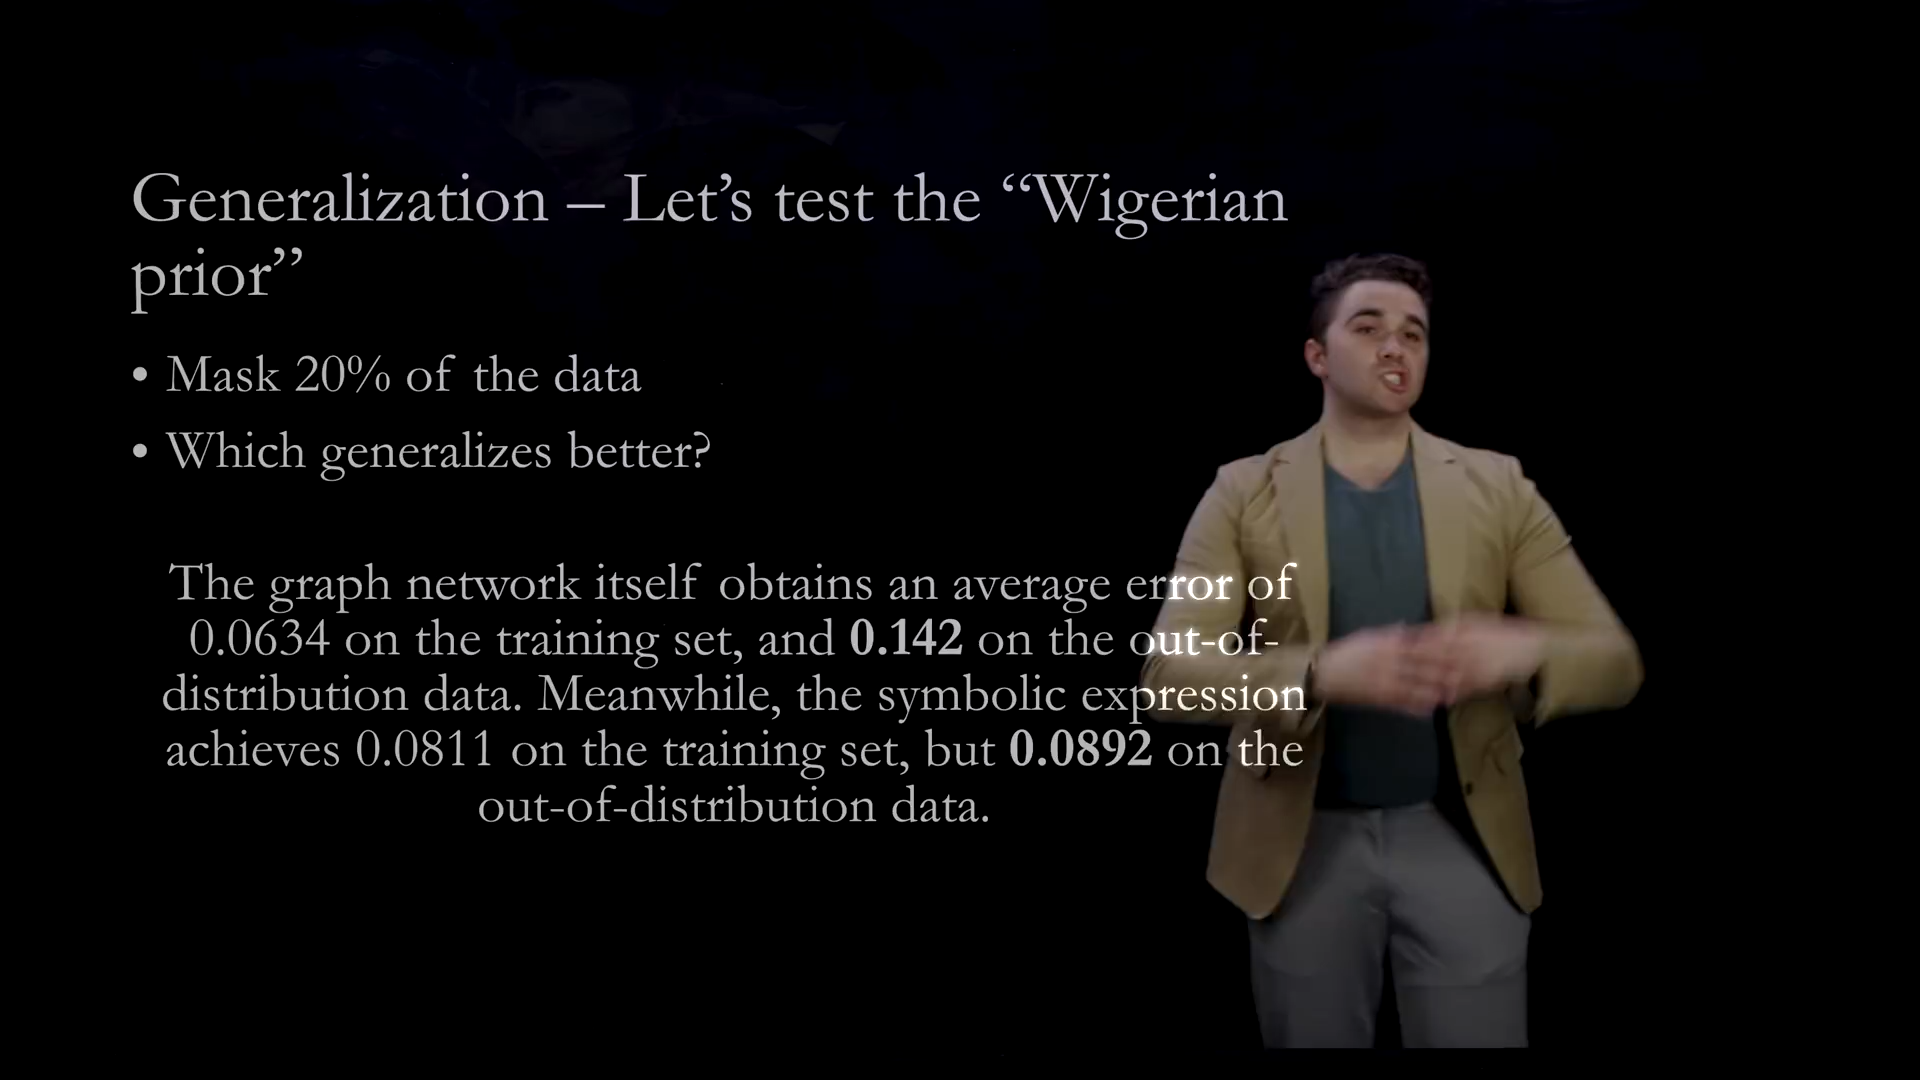 Generalization – Let’s test the “Wigerian
prior”
• Mask 20% of the data
• Which generalizes better?
The graph network itself obtains an average error of
0.0634 on the training set, and 0.142 on the out-of-
distribution data. Meanwhile, the symbolic expression
achieves 0.0811 on the training set, but 0.0892 on the
out-of-distribution data.